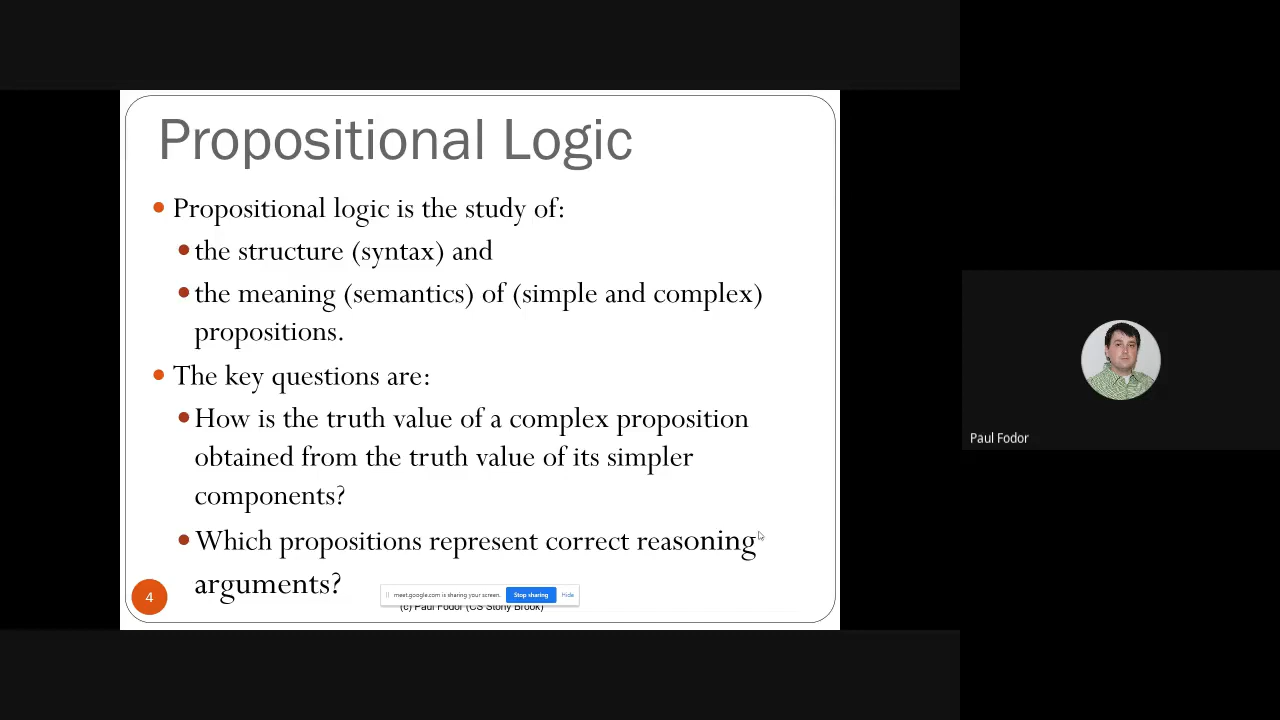 Propositional Logic
Propositional logic is the study of:
the structure (syntax) and
the meaning (semantics) of (simple and complex)
propositions.
The key questions are:
How is the truth value of a complex proposition
obtained from the truth value of its simpler
components?
Which propositions represent correct reasoning
arguments?
4
meet.google.com is sharing your screen.
Stop sharing
Hide
(c) Paul Fodor (CS Stony Brook)
Paul Fodor